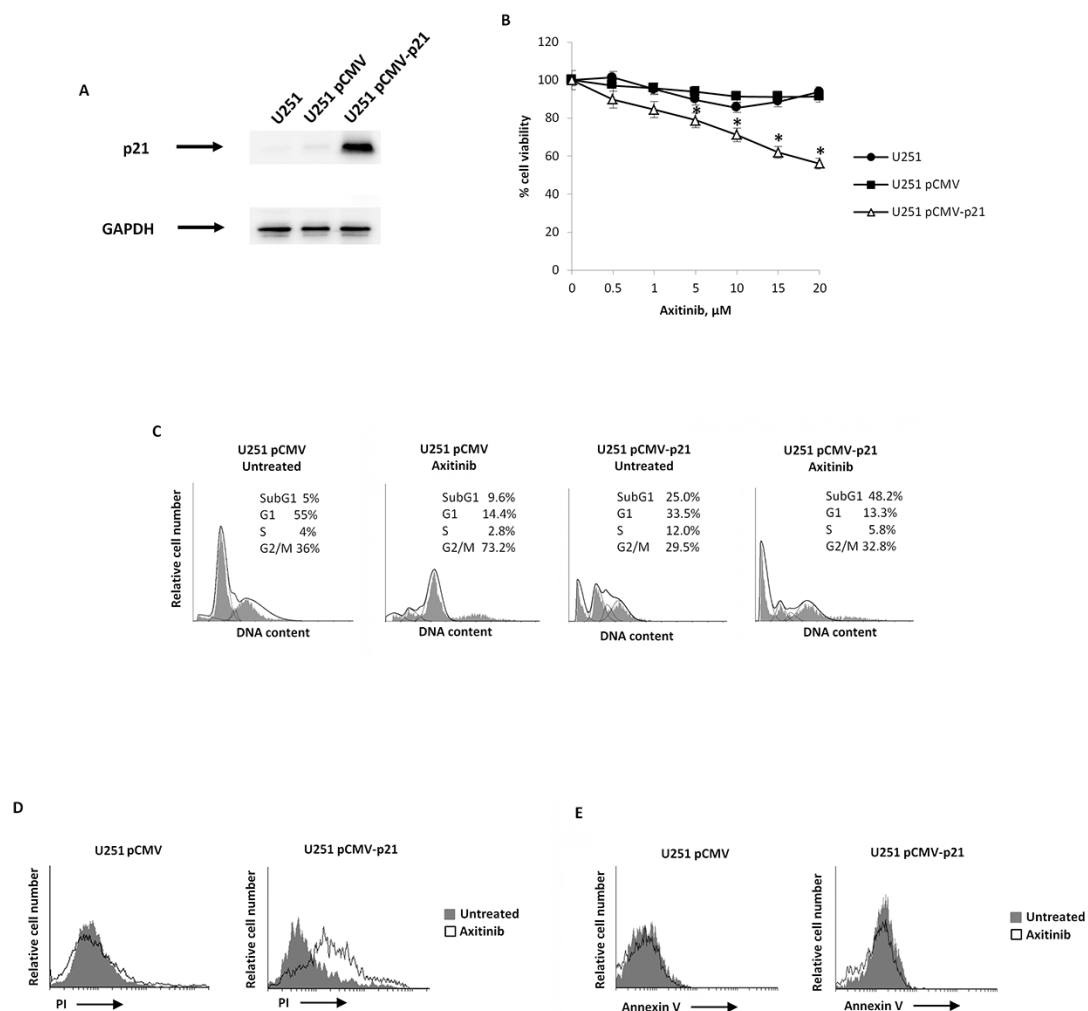 A
U251
U251 pCMV
U251 pCMV-p21
p21
GAPDH
B
120
100
80
60
40
20
0
% cell viability
*
*
*
*
0 0.5 1 5 10 15 20
Axitinib, µM
U251
U251 pCMV
U251 pCMV-p21
C
Relative cell number
U251 pCMV
Untreated
SubG1 5%
G1 55%
S 4%
G2/M 36%
DNA content
U251 pCMV
Axitinib
SubG1 9.6%
G1 14.4%
S 2.8%
G2/M 73.2%
DNA content
U251 pCMV-p21
Untreated
SubG1 25.0%
G1 33.5%
S 12.0%
G2/M 29.5%
DNA content
U251 pCMV-p21
Axitinib
SubG1 48.2%
G1 13.3%
S 5.8%
G2/M 32.8%
DNA content
D
U251 pCMV
Relative cell number
PI
U251 pCMV-p21
Relative cell number
PI
Untreated
Axitinib
E
U251 pCMV
Relative cell number
Annexin V
U251 pCMV-p21
Relative cell number
Annexin V
Untreated
Axitinib